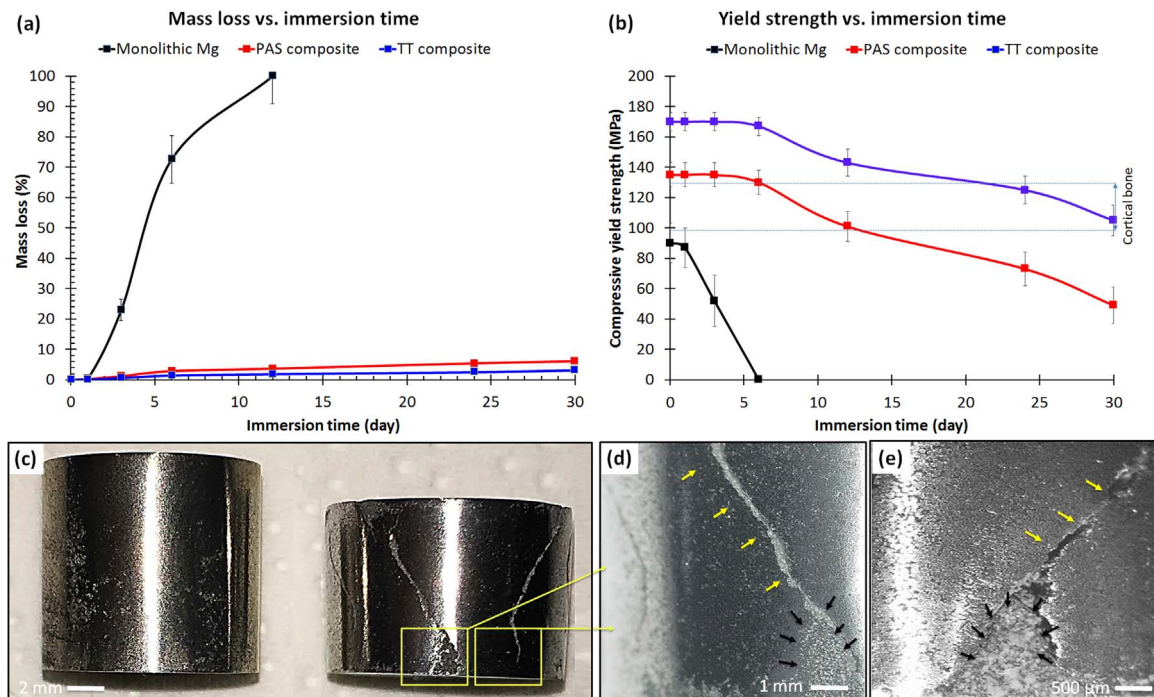 (a)
Mass loss vs. immersion time
Monolithic Mg PAS composite TT composite
Mass loss (%)
100
90
80
70
60
50
40
30
20
10
0
0 5 10 15 20 25 30
Immersion time (day)
(b)
Yield strength vs. immersion time
Monolithic Mg PAS composite TT composite
Compressive yield strength (MPa)
200
180
160
140
120
100
80
60
40
20
0
Cortical bone
0 5 10 15 20 25 30
Immersion time (day)
(c)
2 mm
(d)
1 mm
(e)
500 µm